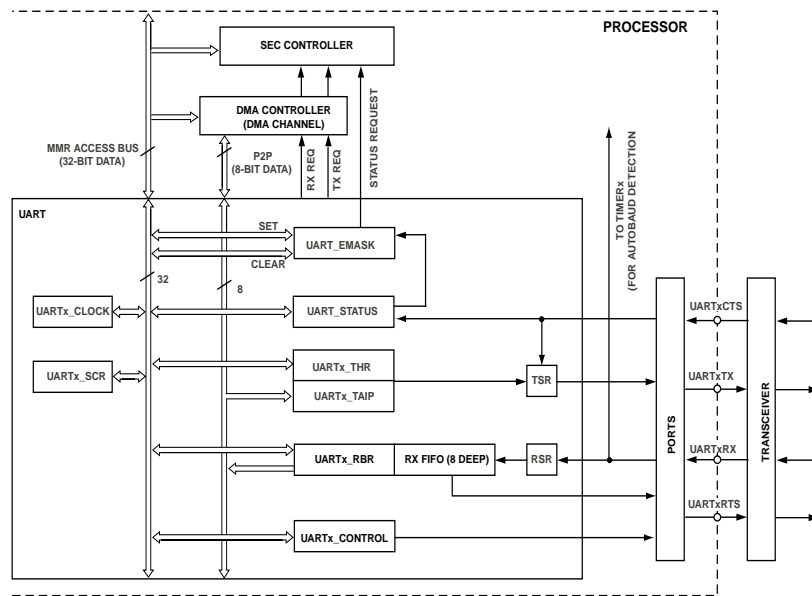 PROCESSOR
SEC CONTROLLER
DMA CONTROLLER
(DMA CHANNEL)
MMR ACCESS BUS
(32-BIT DATA)
P2P
(8-BIT DATA)
RX REQ
TX REQ
STATUS REQUEST
TO TIMERx
(FOR AUTOBAUD DETECTION)
UART
SET
UART_EMASK
CLEAR
32
8
UARTx_CLOCK
UART_STATUS
UARTxCTS
UARTx_SCR
UARTx_THR
UARTx_TAIP
TSR
UARTxTX
PORTS
TRANSCEIVER
UARTx_RBR
RX FIFO (8 DEEP)
RSR
UARTxRX
UARTxRTS
UARTx_CONTROL